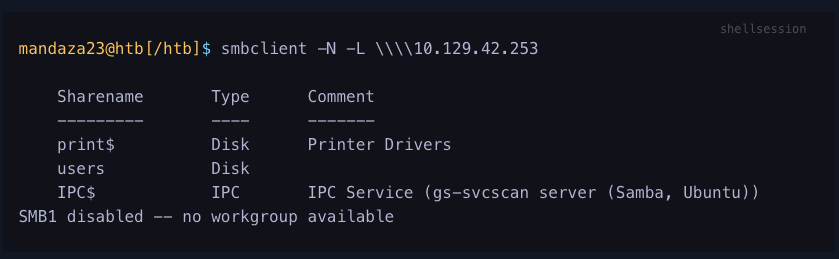 shellsession
mandaza23@htb[/htb]$ smbclient -N -L \\\\10.129.42.253
Sharename Type Comment
--------- ---- -------
print$ Disk Printer Drivers
users Disk
IPC$ IPC IPC Service (gs-svcscan server (Samba, Ubuntu))
SMB1 disabled -- no workgroup available